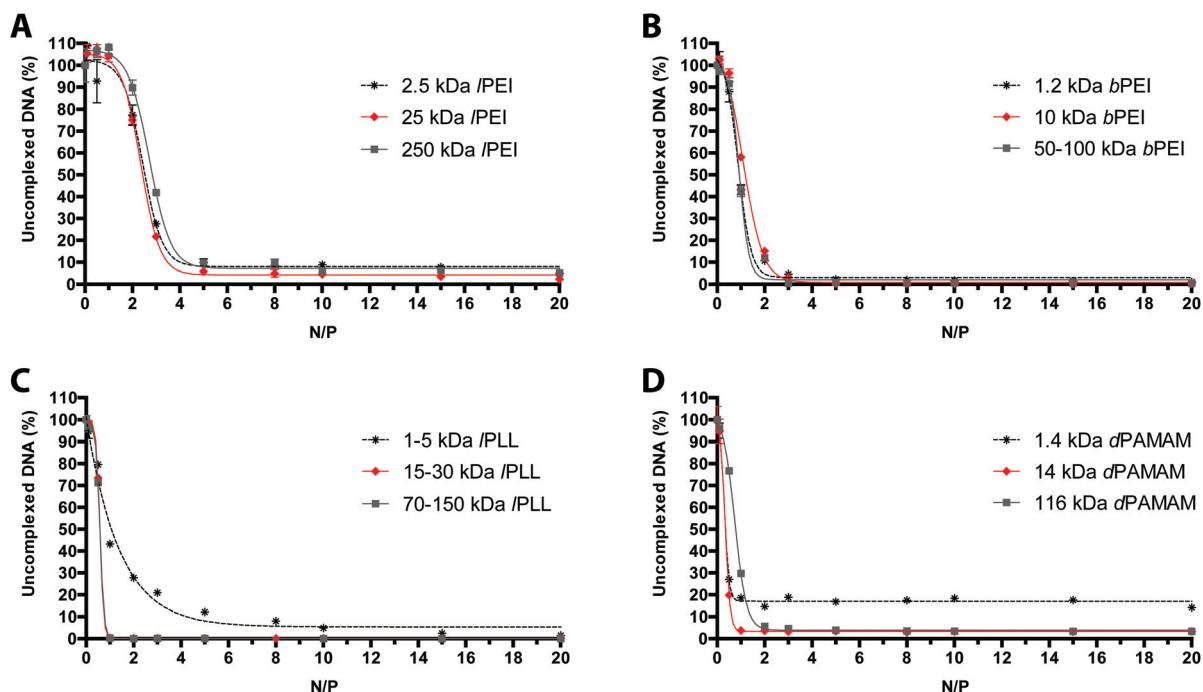 A
Uncomplexed DNA (%)
110
100
90
80
70
60
50
40
30
20
10
0
2.5 kDa lPEI
25 kDa lPEI
250 kDa lPEI
0 2 4 6 8 10 12 14 16 18 20
N/P
B
Uncomplexed DNA (%)
110
100
90
80
70
60
50
40
30
20
10
0
1.2 kDa bPEI
10 kDa bPEI
50-100 kDa bPEI
0 2 4 6 8 10 12 14 16 18 20
N/P
C
Uncomplexed DNA (%)
110
100
90
80
70
60
50
40
30
20
10
0
1-5 kDa lPLL
15-30 kDa lPLL
70-150 kDa lPLL
0 2 4 6 8 10 12 14 16 18 20
N/P
D
Uncomplexed DNA (%)
110
100
90
80
70
60
50
40
30
20
10
0
1.4 kDa dPAMAM
14 kDa dPAMAM
116 kDa dPAMAM
0 2 4 6 8 10 12 14 16 18 20
N/P